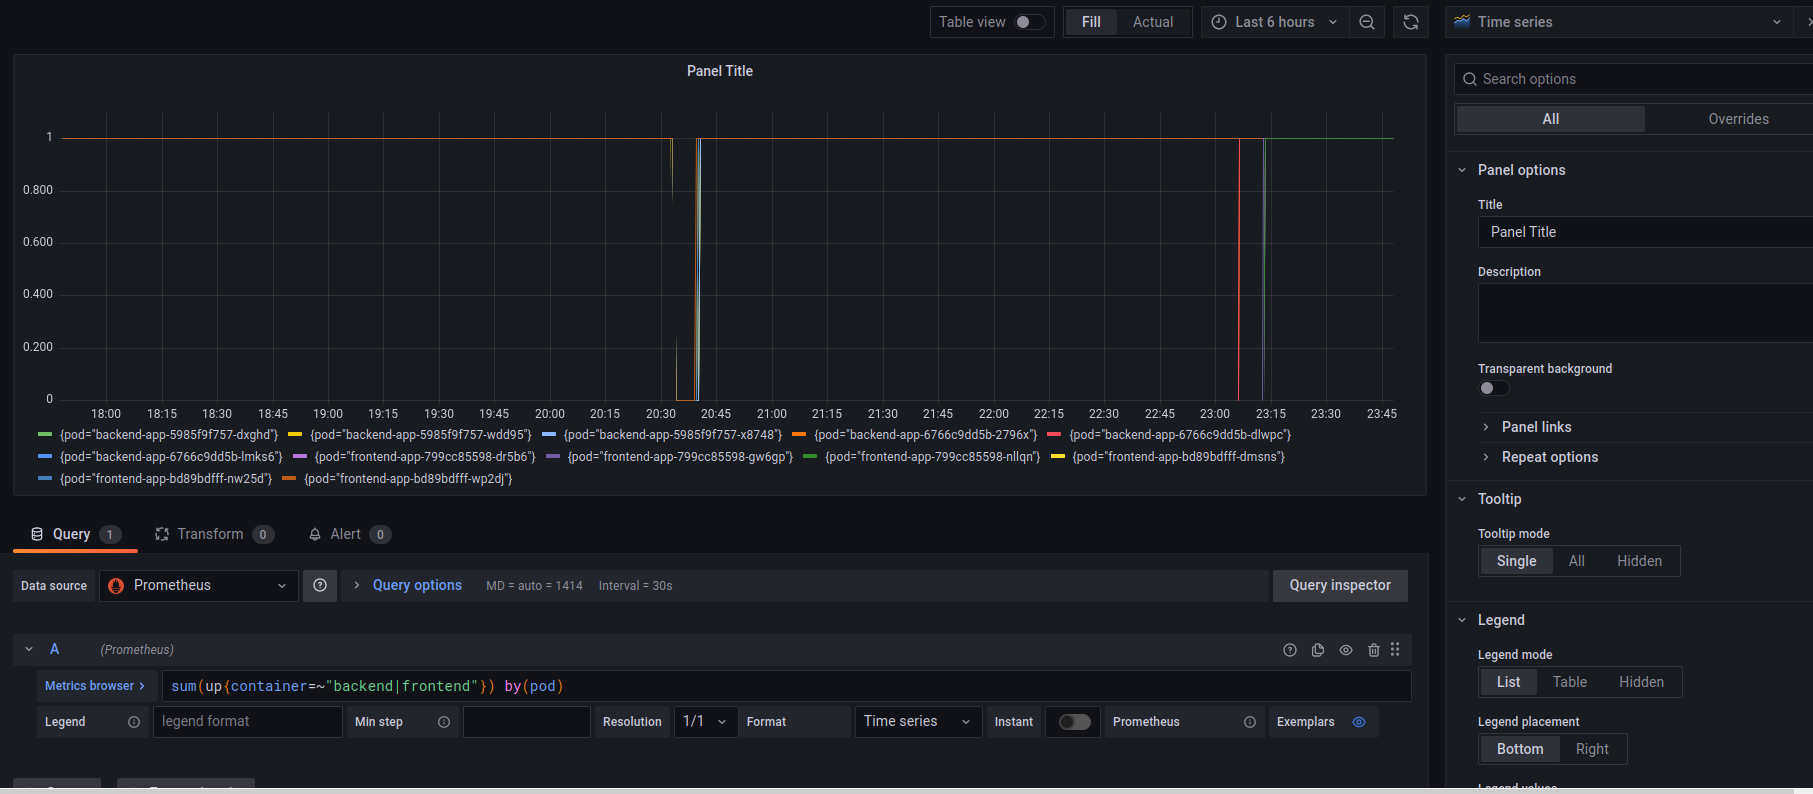 Table view Fill Actual Last 6 hours Time series
Panel Title
1
0.800
0.600
0.400
0.200
0
18:00 18:15 18:30 18:45 19:00 19:15 19:30 19:45 20:00 20:15 20:30 20:45 21:00 21:15 21:30 21:45 22:00 22:15 22:30 22:45 23:00 23:15 23:30 23:45
{pod="backend-app-5985f9f757-dxghd"} {pod="backend-app-5985f9f757-wdd95"} {pod="backend-app-5985f9f757-x8748"} {pod="backend-app-6766c9dd5b-2796x"} {pod="backend-app-6766c9dd5b-dlwpc"}
{pod="backend-app-6766c9dd5b-lmks6"} {pod="frontend-app-799cc85598-dr5b6"} {pod="frontend-app-799cc85598-gw6gp"} {pod="frontend-app-799cc85598-nllqn"} {pod="frontend-app-bd89bdfff-dmsns"}
{pod="frontend-app-bd89bdfff-nw25d"} {pod="frontend-app-bd89bdfff-wp2dj"}
Query 1 Transform 0 Alert 0
Data source Prometheus Query options MD = auto = 1414 Interval = 30s Query inspector
A (Prometheus)
Metrics browser > sum(up{container=~"backend|frontend"}) by(pod)
Legend legend format Min step Resolution 1/1 Format Time series Instant Prometheus Exemplars
Search options
All Overrides
Panel options
Title
Panel Title
Description
Transparent background
Panel links
Repeat options
Tooltip
Tooltip mode
Single All Hidden
Legend
Legend mode
List Table Hidden
Legend placement
Bottom Right
Legend values